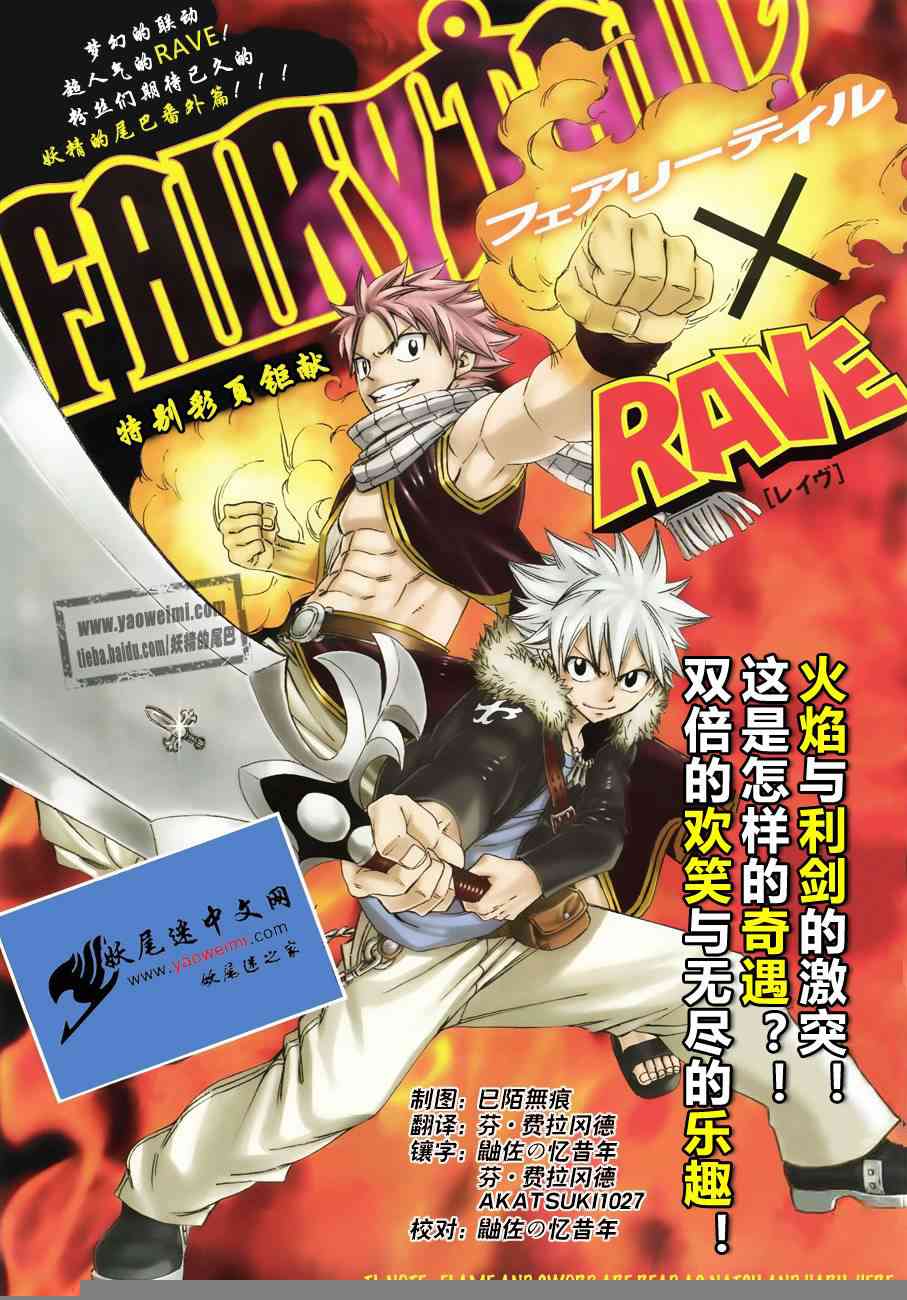 梦幻的联动
超人气的RAVE!
粉丝们期待已久的
妖精的尾巴番外篇!!!
FAIRY TAIL
フェアリーテイル
×
RAVE
[レイヴ]
特别彩页钜献
www.yaoweimi.com
tieba.baidu.com/妖精的尾巴
火焰与利剑的激突!
这是怎样的奇遇?!
双倍的欢笑与无尽的乐趣!
妖尾迷中文网
www.yaoweimi.com
妖尾迷之家
制图：巳陌無痕
翻译：芬·费拉冈德
镶字：鼬佐の忆昔年
芬·费拉冈德
AKATSUKI1027
校对：鼬佐の忆昔年